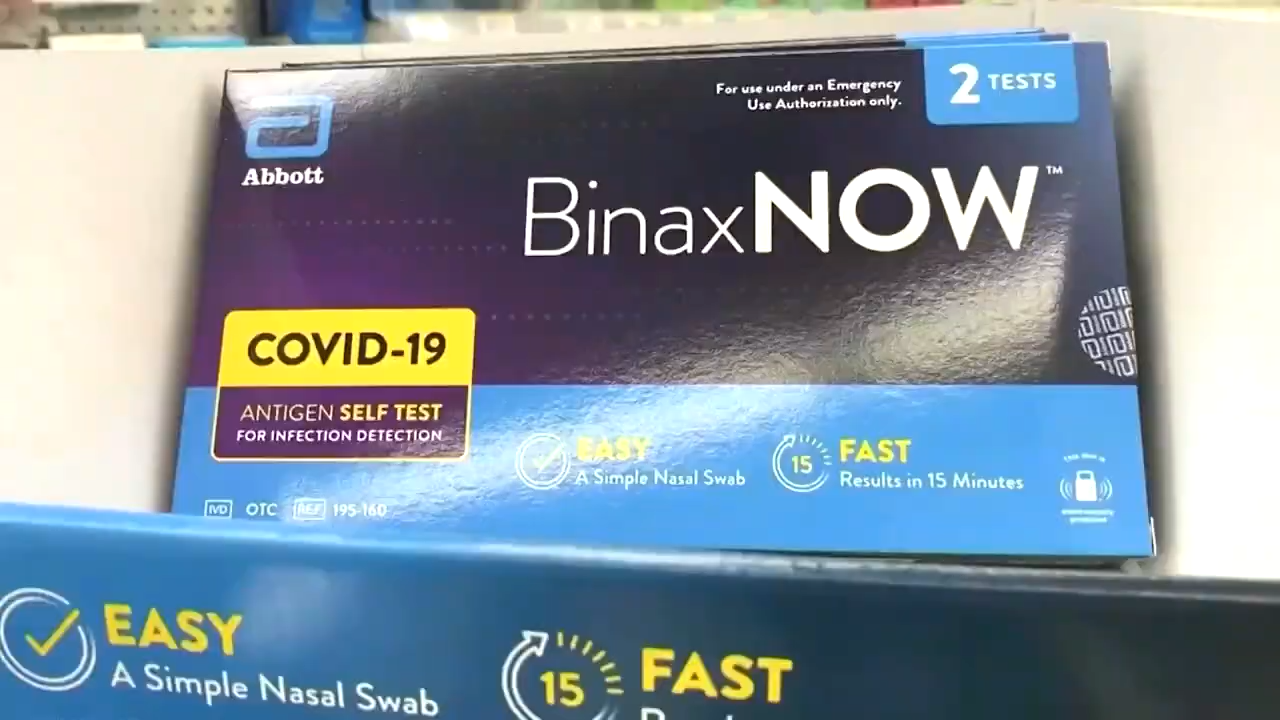 For use under an Emergency
Use Authorization only.
2 TESTS
Abbott
BinaxNOW™
COVID-19
ANTIGEN SELF TEST
FOR INFECTION DETECTION
EASY
A Simple Nasal Swab
15
FAST
Results in 15 Minutes
IVD OTC REF 195-160
EASY
A Simple Nasal Swab
15
FAST